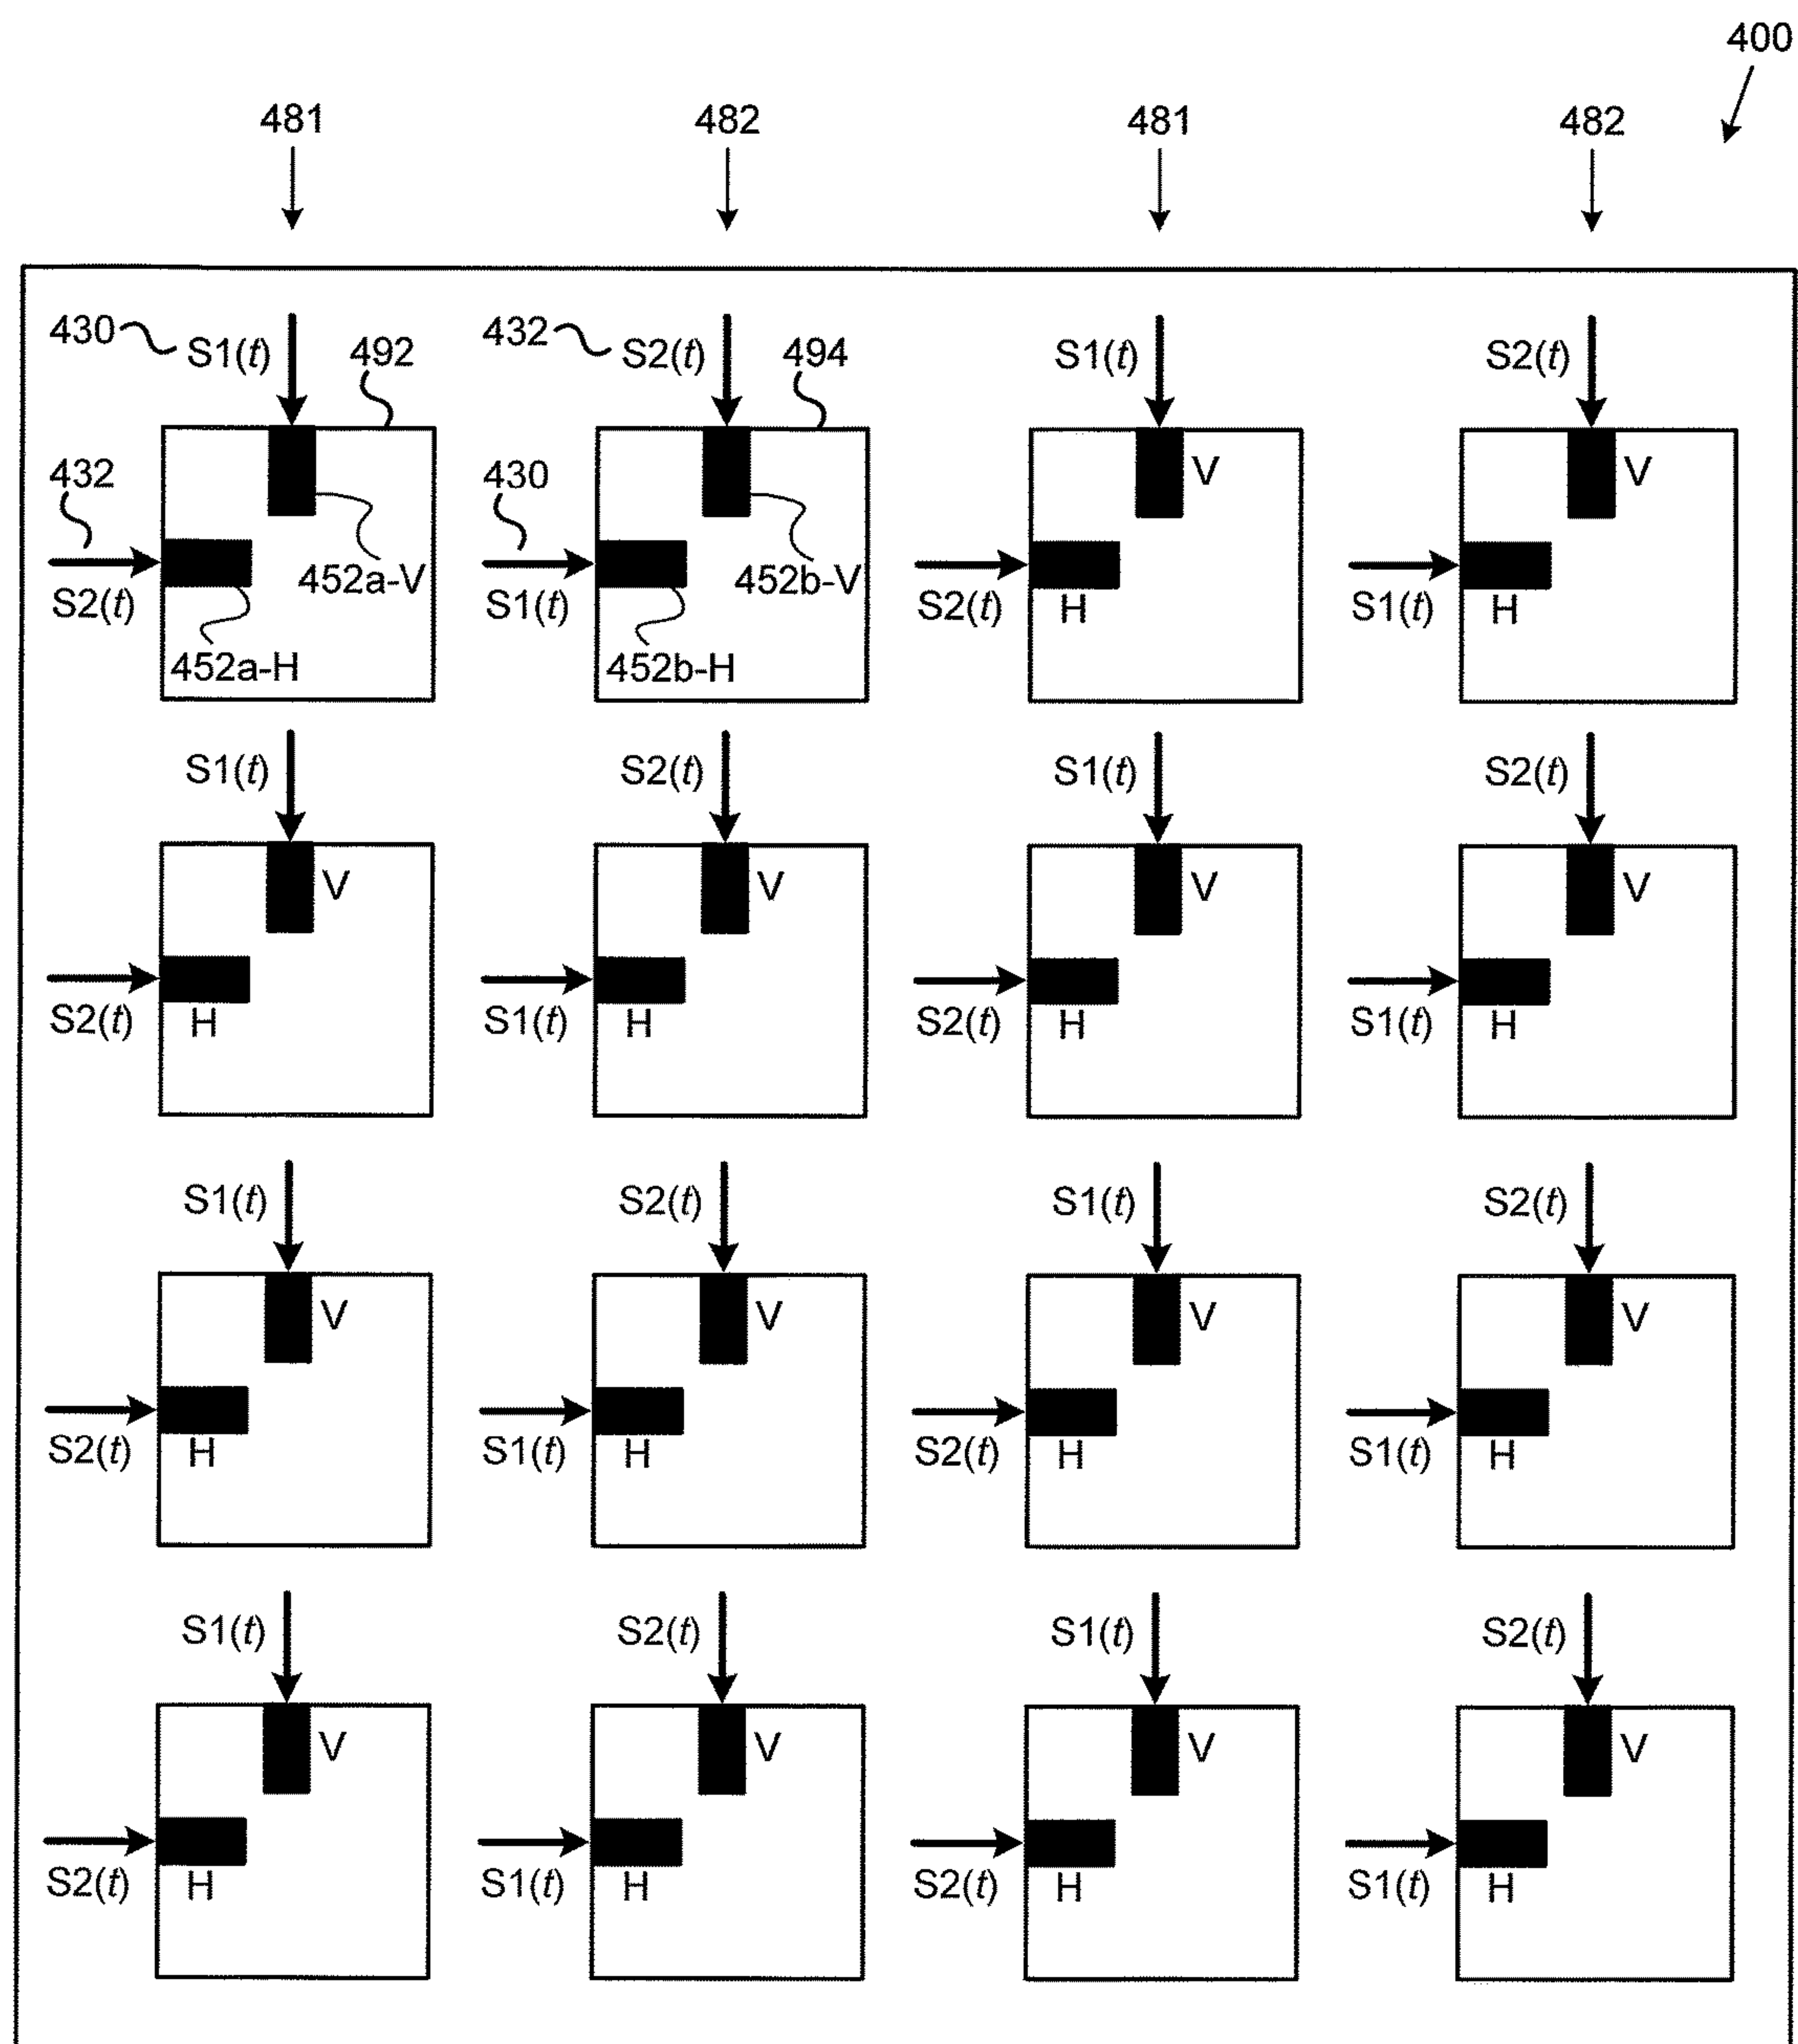 400
481 482 481 482
430 S1(t) 492 432 S2(t) 494 S1(t) S2(t)
V V
432 430
452a-V 452b-V
S2(t) S1(t) S2(t) H S1(t) H
452a-H 452b-H
S1(t) S2(t) S1(t) S2(t)
V V V V
S2(t) H S1(t) H S2(t) H S1(t) H
S1(t) S2(t) S1(t) S2(t)
V V V V
S2(t) H S1(t) H S2(t) H S1(t) H
S1(t) S2(t) S1(t) S2(t)
V V V V
S2(t) H S1(t) H S2(t) H S1(t) H